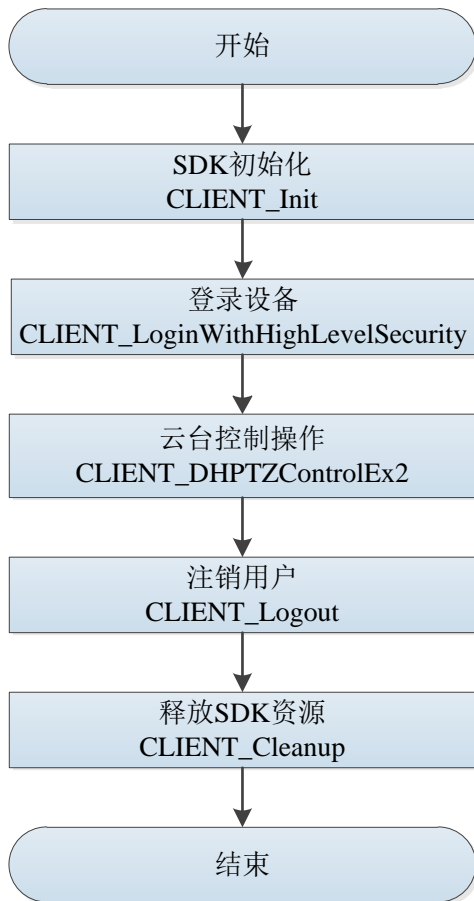 开始
SDK初始化
CLIENT_Init
登录设备
CLIENT_LoginWithHighLevelSecurity
云台控制操作
CLIENT_DHPTZControlEx2
注销用户
CLIENT_Logout
释放SDK资源
CLIENT_Cleanup
结束